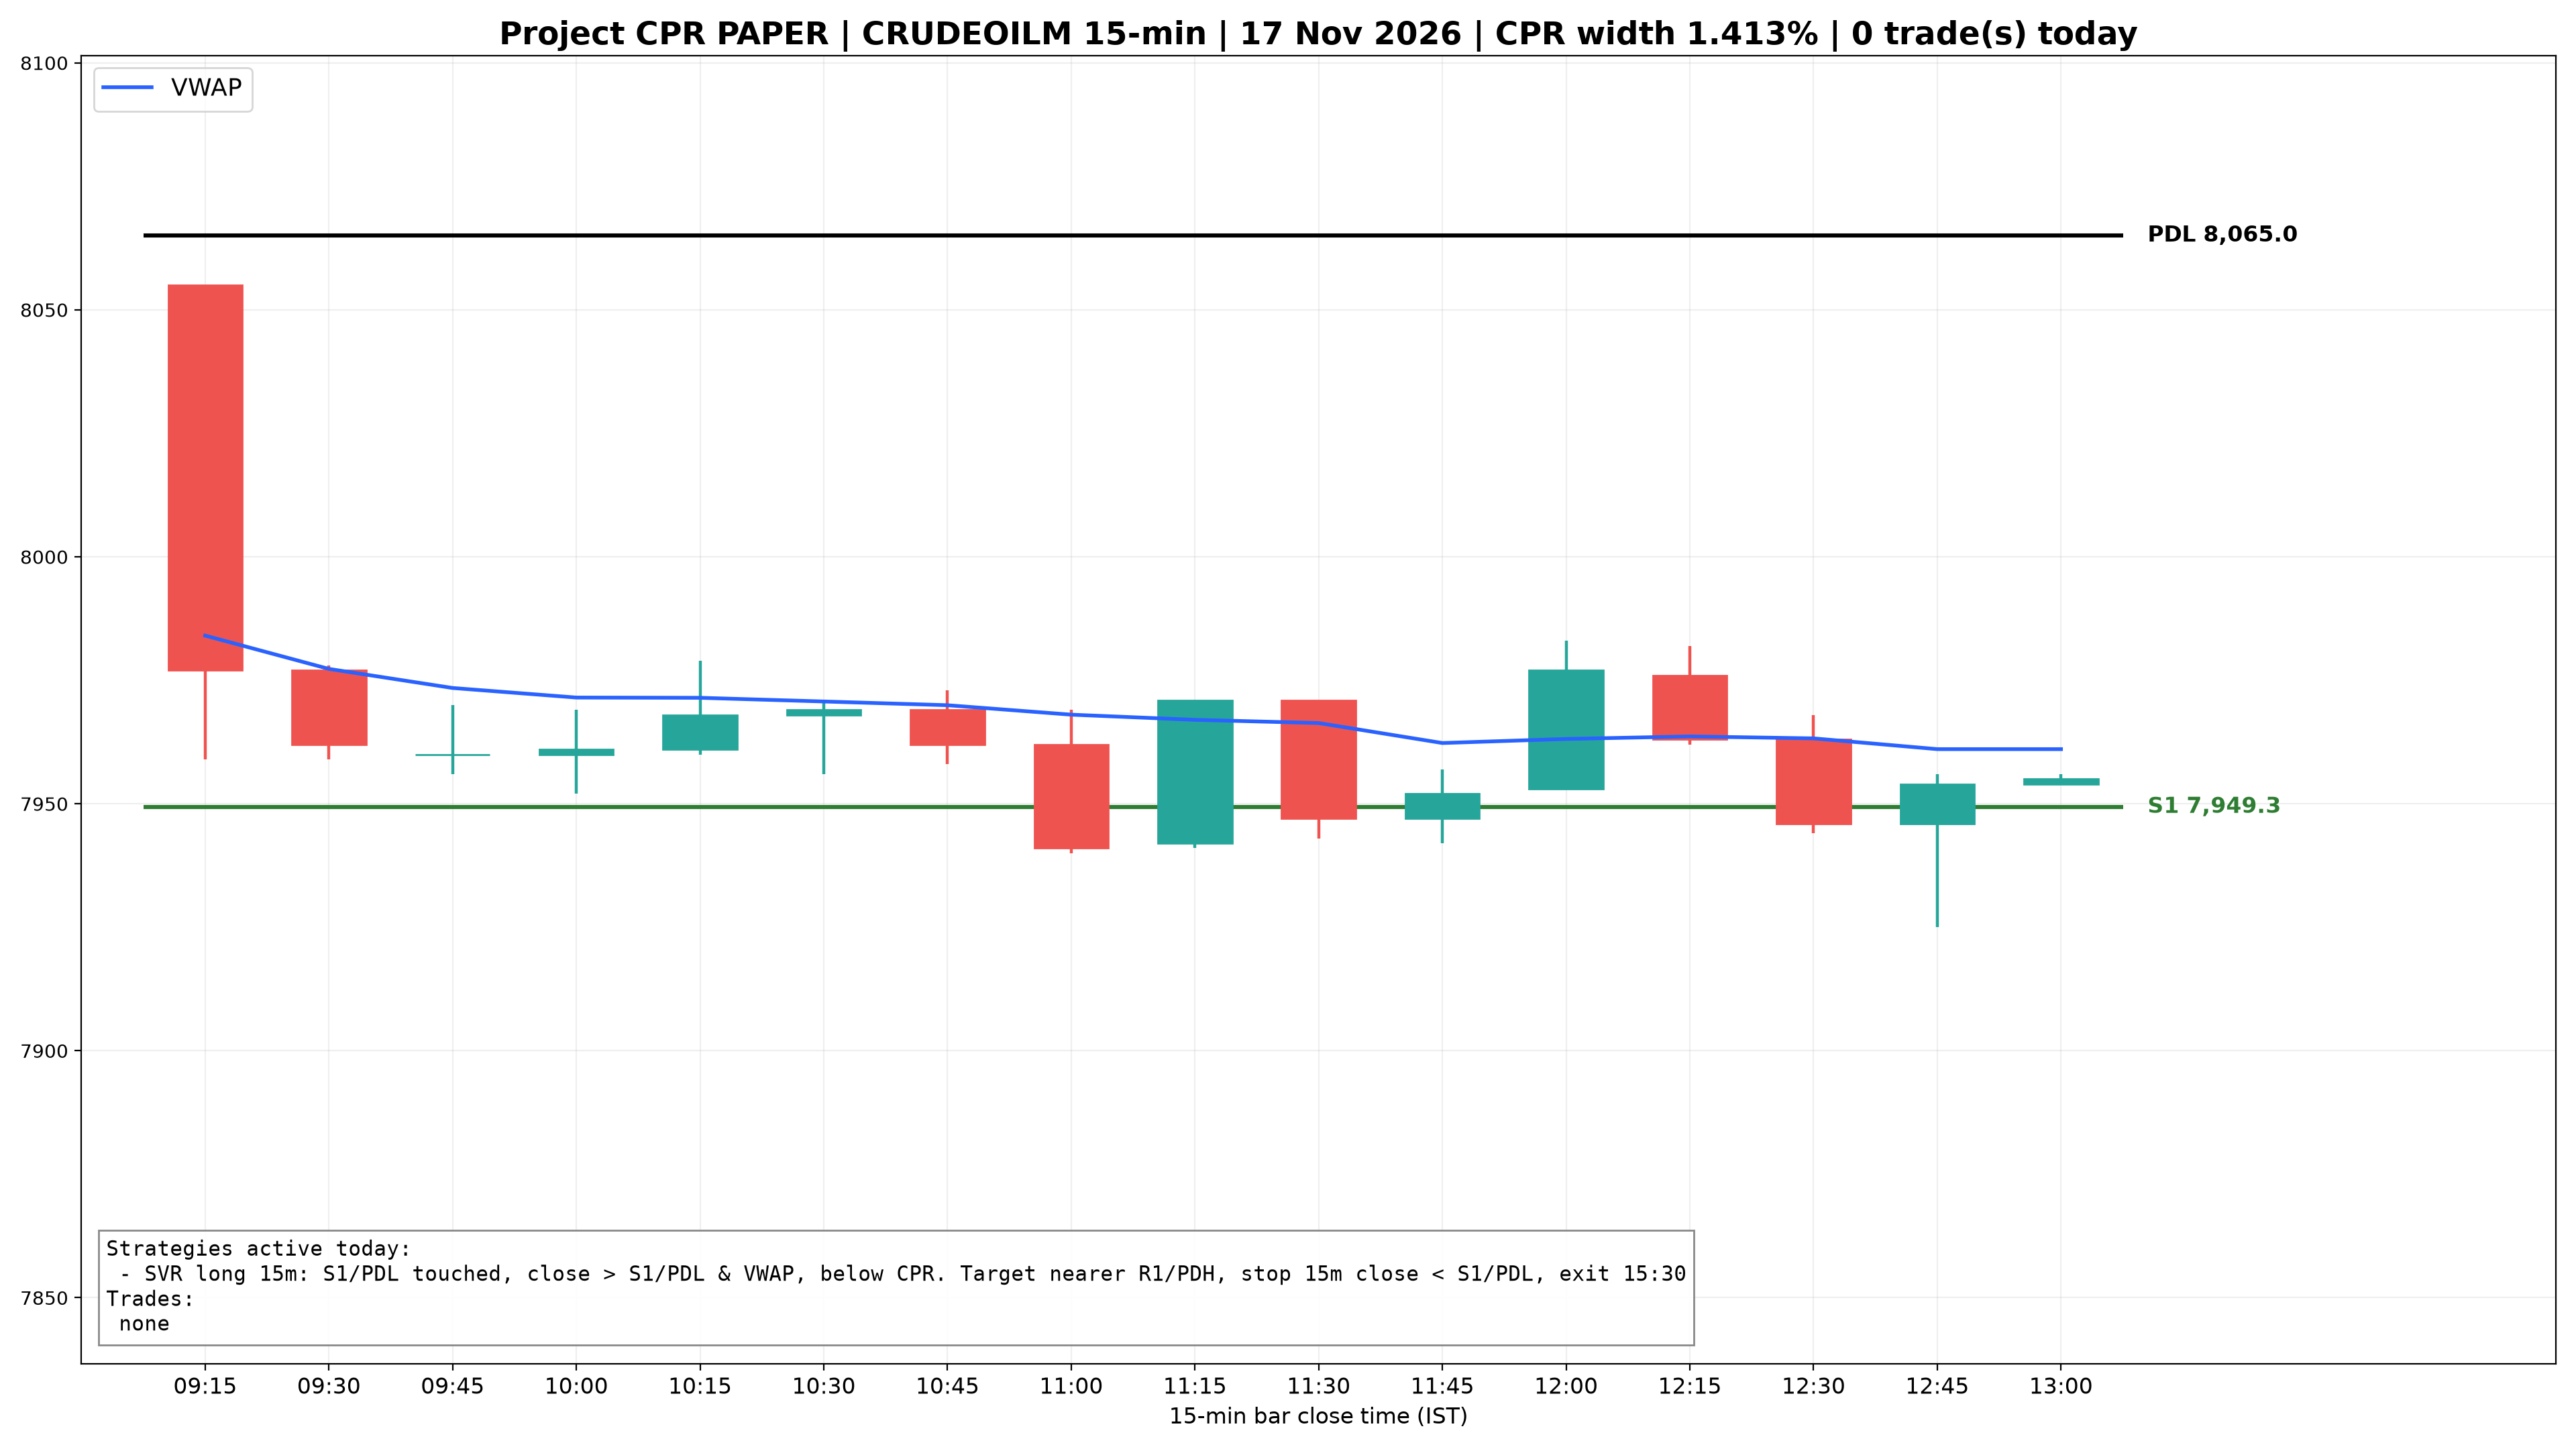 Project CPR PAPER | CRUDEOILM 15-min | 17 Nov 2026 | CPR width 1.413% | 0 trade(s) today
VWAP
8100
8050
8000
7950
7900
7850
PDL 8,065.0
S1 7,949.3
Strategies active today:
- SVR long 15m: S1/PDL touched, close > S1/PDL & VWAP, below CPR. Target nearer R1/PDH, stop 15m close < S1/PDL, exit 15:30
Trades:
none
09:15 09:30 09:45 10:00 10:15 10:30 10:45 11:00 11:15 11:30 11:45 12:00 12:15 12:30 12:45 13:00
15-min bar close time (IST)